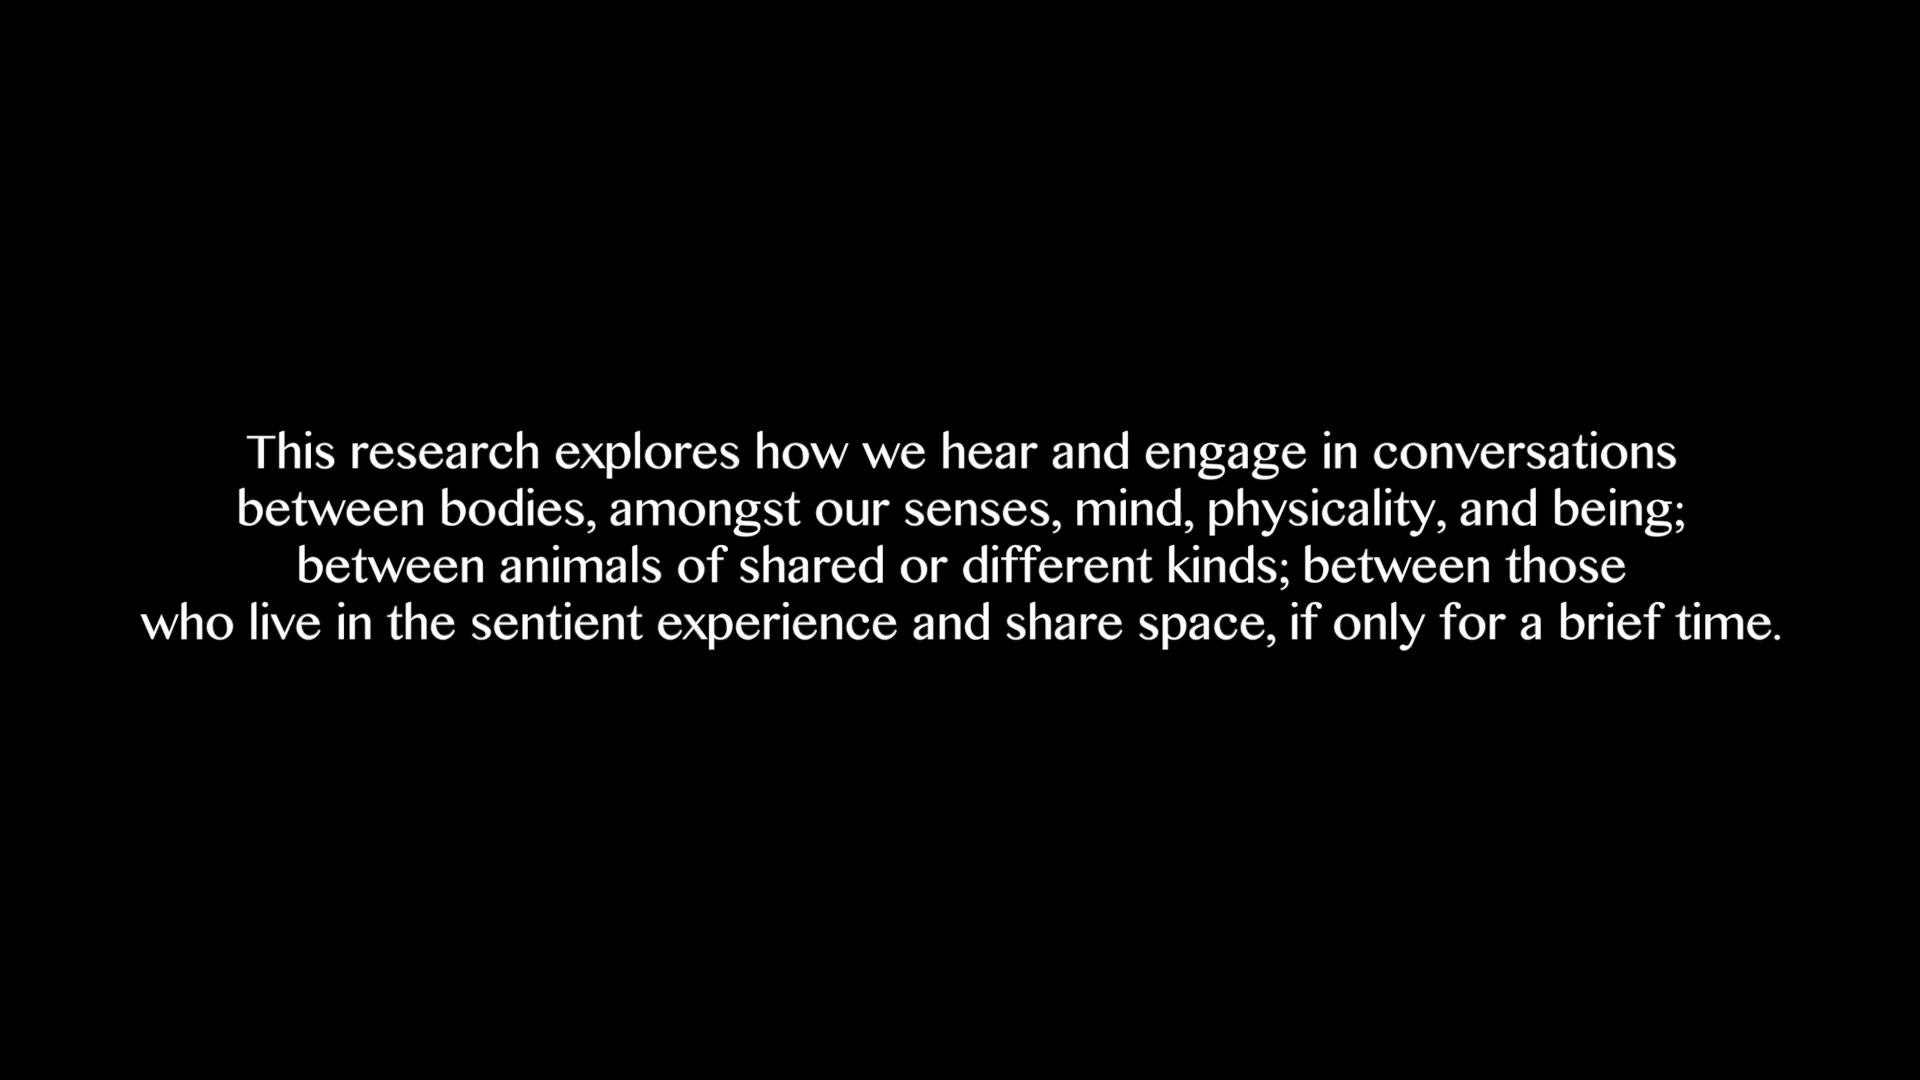 This research explores how we hear and engage in conversations
between bodies, amongst our senses, mind, physicality, and being;
between animals of shared or different kinds; between those
who live in the sentient experience and share space, if only for a brief time.